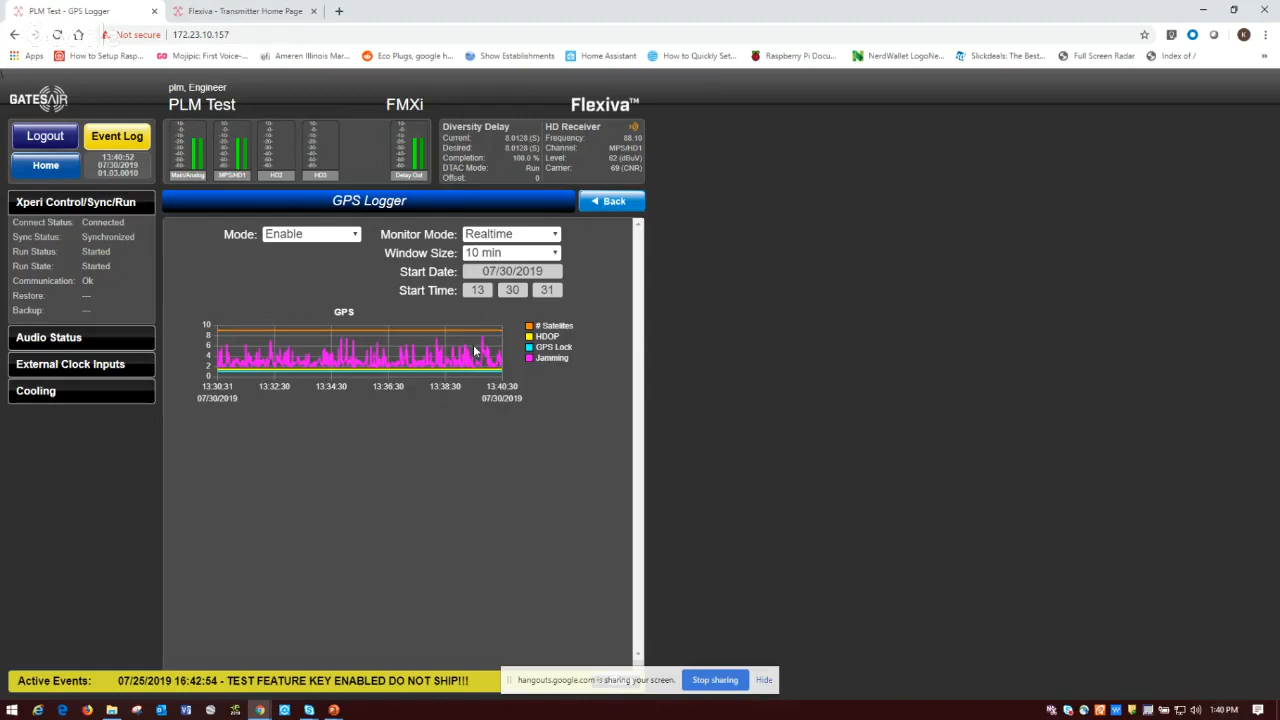 PLM Test - GPS Logger
Flexiva - Transmitter Home Page
Not secure | 172.23.10.157
Apps
How to Setup Rasp...
Mojipic: First Voice-...
Ameren Illinois Mar...
Eco Plugs, google h...
Show Establishments
Home Assistant
How to Quickly Set...
Raspberry Pi Docu...
NerdWallet LogoNe...
Slickdeals: The Best...
Full Screen Radar
Index of /
GATESAIR
plm, Engineer
PLM Test
FMXi
Flexiva™
Logout
Event Log
Home
13:40:52
07/30/2019
01.03.0010
Main/Analog
MPS/HD1
HD2
HD3
Delay Out
Diversity Delay
Current: 8.0128 (S)
Desired: 8.0128 (S)
Completion: 100.0 %
DTAC Mode: Run
Offset: 0
HD Receiver
Frequency: 88.10
Channel: MPS/HD1
Level: 62 (dBuV)
Carrier: 69 (CNR)
Xperi Control/Sync/Run
Connect Status: Connected
Sync Status: Synchronized
Run Status: Started
Run State: Started
Communication: Ok
Restore: ---
Backup: ---
Audio Status
External Clock Inputs
Cooling
GPS Logger
Back
Mode: Enable
Monitor Mode: Realtime
Window Size: 10 min
Start Date: 07/30/2019
Start Time: 13 30 31
GPS
10
8
6
4
2
0
13:30:31 13:32:30 13:34:30 13:36:30 13:38:30 13:40:30
07/30/2019 07/30/2019
# Satelites
HDOP
GPS Lock
Jamming
Active Events: 07/25/2019 16:42:54 - TEST FEATURE KEY ENABLED DO NOT SHIP!!!
hangouts.google.com is sharing your screen.
Stop sharing
Hide
1:40 PM